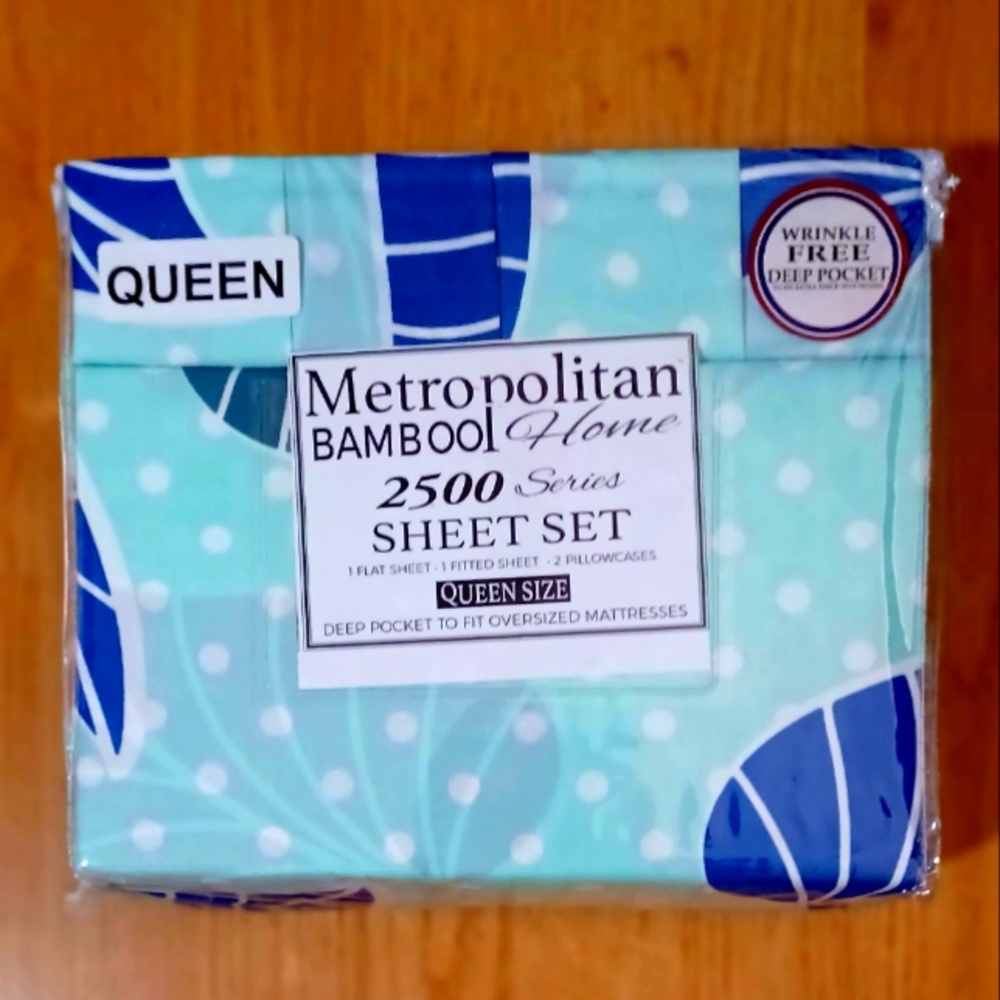 QUEEN
WRINKLE
FREE
DEEP POCKET
Metropolitan
BAMBOO Home
2500 Series
SHEET SET
1 FLAT SHEET - 1 FITTED SHEET - 2 PILLOWCASES
QUEEN SIZE
DEEP POCKET TO FIT OVERSIZED MATTRESSES